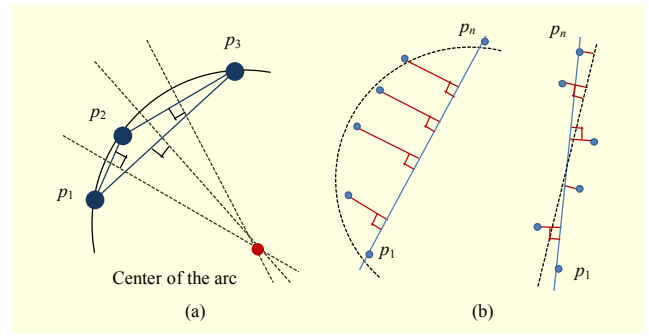 p3
p2
p1
Center of the arc
(a)
pn
p1
pn
p1
(b)